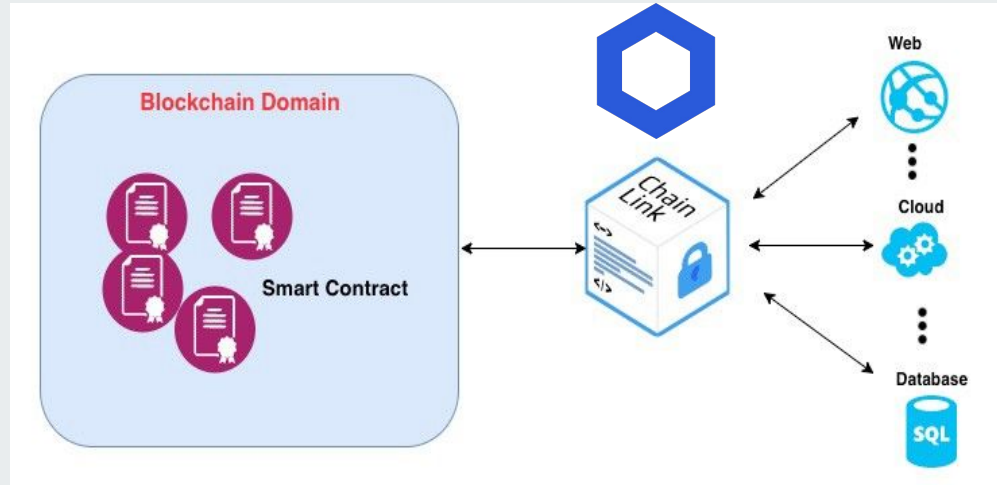 Blockchain Domain
Smart Contract
Chain
Link
<->
</>
Web
Cloud
Database
SQL